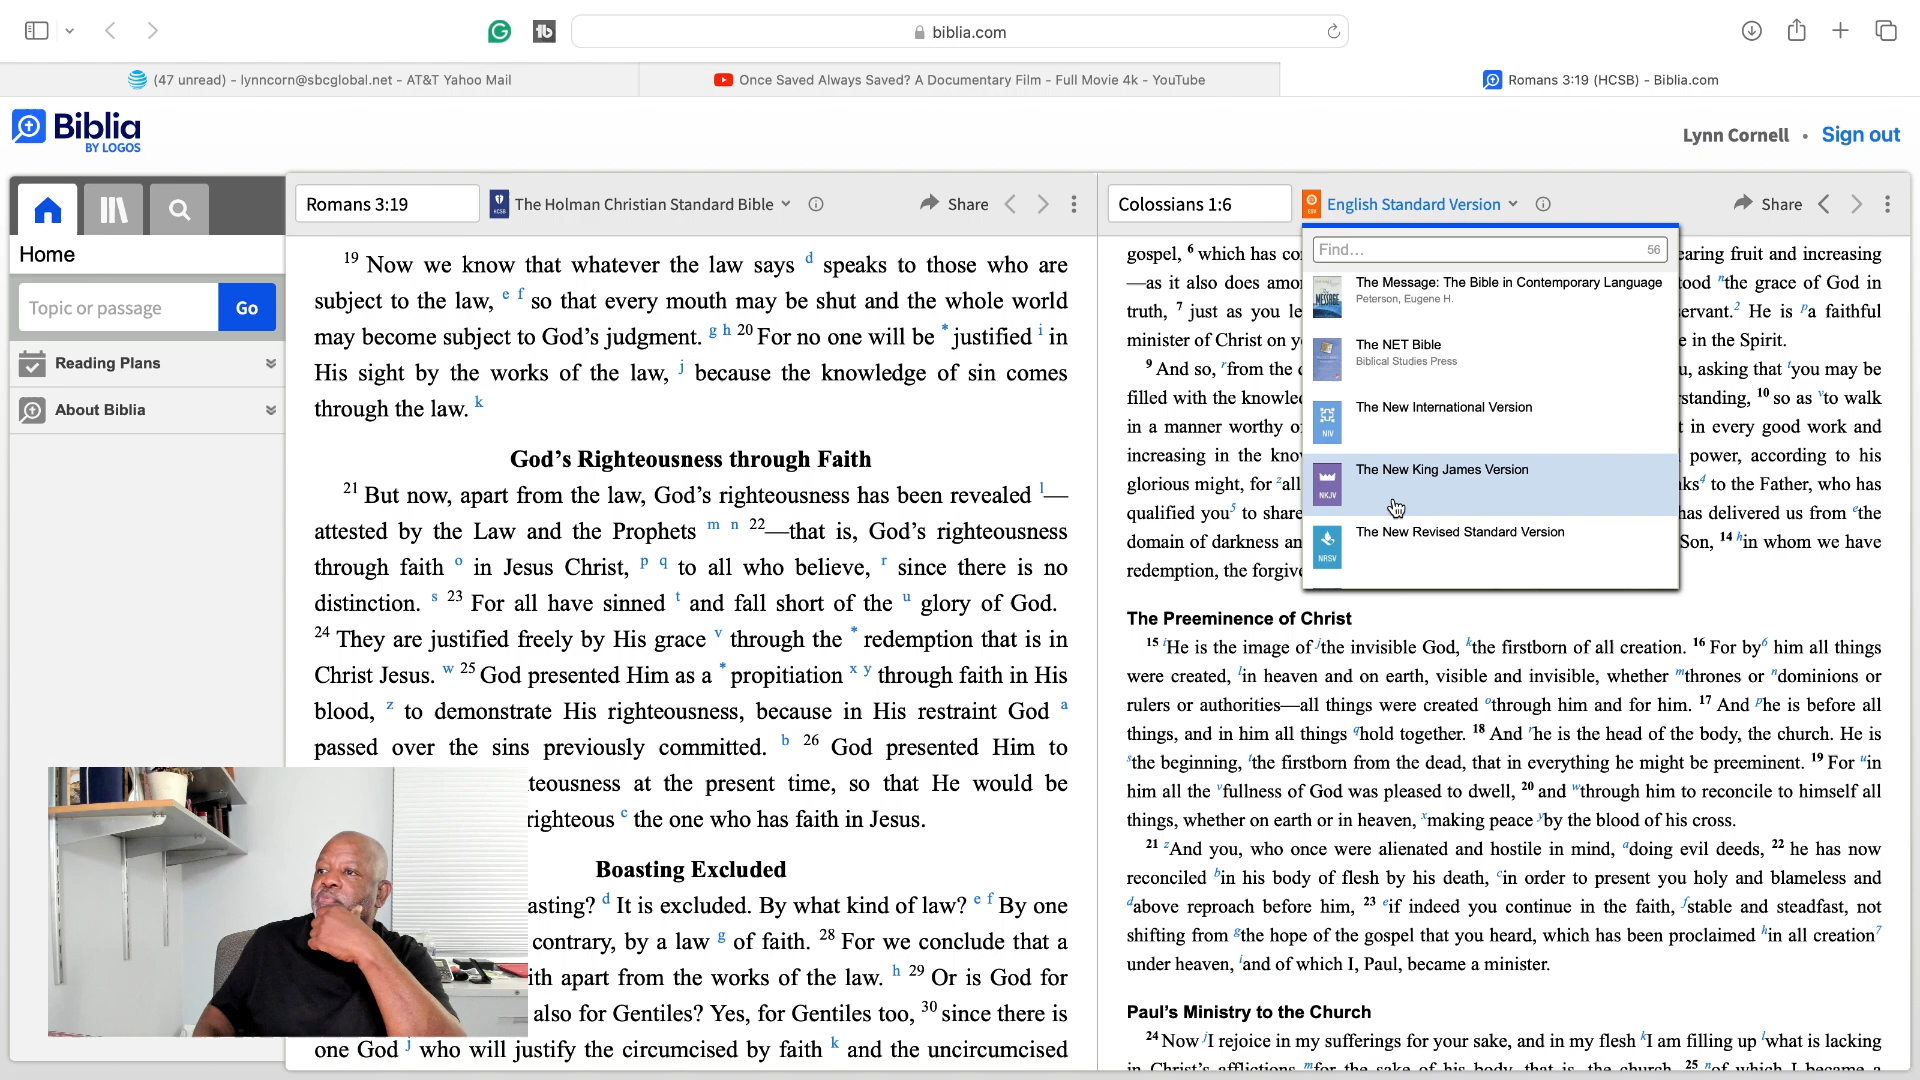 biblia.com
(47 unread) - lynncorn@sbcglobal.net - AT&T Yahoo Mail
Once Saved Always Saved? A Documentary Film - Full Movie 4k - YouTube
Romans 3:19 (HCSB) - Biblia.com
Biblia
BY LOGOS
Lynn Cornell • Sign out
Home
Topic or passage
Go
Reading Plans
About Biblia
Romans 3:19
HCSB
The Holman Christian Standard Bible
Share
19 Now we know that whatever the law says d speaks to those who are
subject to the law, e f so that every mouth may be shut and the whole world
may become subject to God’s judgment. g h 20 For no one will be * justified i in
His sight by the works of the law, j because the knowledge of sin comes
through the law. k
God’s Righteousness through Faith
21 But now, apart from the law, God’s righteousness has been revealed l—
attested by the Law and the Prophets m n 22—that is, God’s righteousness
through faith o in Jesus Christ, p q to all who believe, r since there is no
distinction. s 23 For all have sinned t and fall short of the u glory of God.
24 They are justified freely by His grace v through the * redemption that is in
Christ Jesus. w 25 God presented Him as a * propitiation x y through faith in His
blood, z to demonstrate His righteousness, because in His restraint God a
passed over the sins previously committed. b 26 God presented Him to
teousness at the present time, so that He would be
righteous c the one who has faith in Jesus.
Boasting Excluded
asting? d It is excluded. By what kind of law? e f By one
contrary, by a law g of faith. 28 For we conclude that a
ith apart from the works of the law. h 29 Or is God for
also for Gentiles? Yes, for Gentiles too, 30 since there is
one God j who will justify the circumcised by faith k and the uncircumcised
Colossians 1:6
ESV
English Standard Version
Share
Find...
56
The Message: The Bible in Contemporary Language
Peterson, Eugene H.
MESSAGE
The NET Bible
Biblical Studies Press
The New International Version
NIV
The New King James Version
NKJV
The New Revised Standard Version
NRSV
gospel, 6 which has co earing fruit and increasing
—as it also does amo ood n the grace of God in
truth, 7 just as you le ervant.2 He is p a faithful
minister of Christ on y e in the Spirit.
9 And so, r from the u, asking that t you may be
filled with the knowle standing, 10 so as v to walk
in a manner worthy o t in every good work and
increasing in the kno power, according to his
glorious might, for z all ks4 to the Father, who has
qualified you5 to share has delivered us from e the
domain of darkness an Son, 14 h in whom we have
redemption, the forgive
The Preeminence of Christ
15 i He is the image of j the invisible God, k the firstborn of all creation. 16 For by6 him all things
were created, l in heaven and on earth, visible and invisible, whether m thrones or n dominions or
rulers or authorities—all things were created o through him and for him. 17 And p he is before all
things, and in him all things q hold together. 18 And r he is the head of the body, the church. He is
s the beginning, t the firstborn from the dead, that in everything he might be preeminent. 19 For u in
him all the v fullness of God was pleased to dwell, 20 and w through him to reconcile to himself all
things, whether on earth or in heaven, x making peace y by the blood of his cross.
21 z And you, who once were alienated and hostile in mind, a doing evil deeds, 22 he has now
reconciled b in his body of flesh by his death, c in order to present you holy and blameless and
d above reproach before him, 23 e if indeed you continue in the faith, f stable and steadfast, not
shifting from g the hope of the gospel that you heard, which has been proclaimed h in all creation7
under heaven, i and of which I, Paul, became a minister.
Paul’s Ministry to the Church
24 Now j I rejoice in my sufferings for your sake, and in my flesh k I am filling up l what is lacking
in Christ’s afflictions m for the sake of his body, that is, the church, 25 n of which I became a